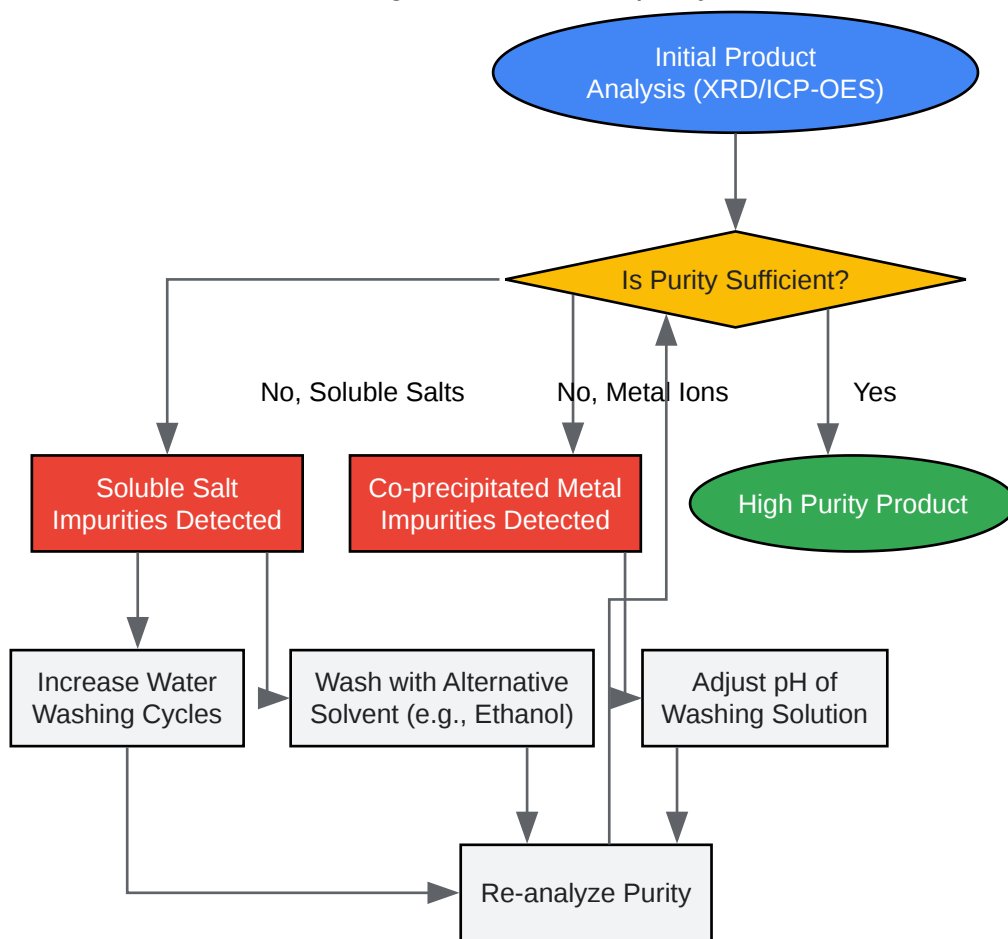 Initial Product
Analysis (XRD/ICP-OES)
Is Purity Sufficient?
No, Soluble Salts
No, Metal Ions
Yes
Soluble Salt
Impurities Detected
Co-precipitated Metal
Impurities Detected
High Purity Product
Increase Water
Washing Cycles
Wash with Alternative
Solvent (e.g., Ethanol)
Adjust pH of
Washing Solution
Re-analyze Purity